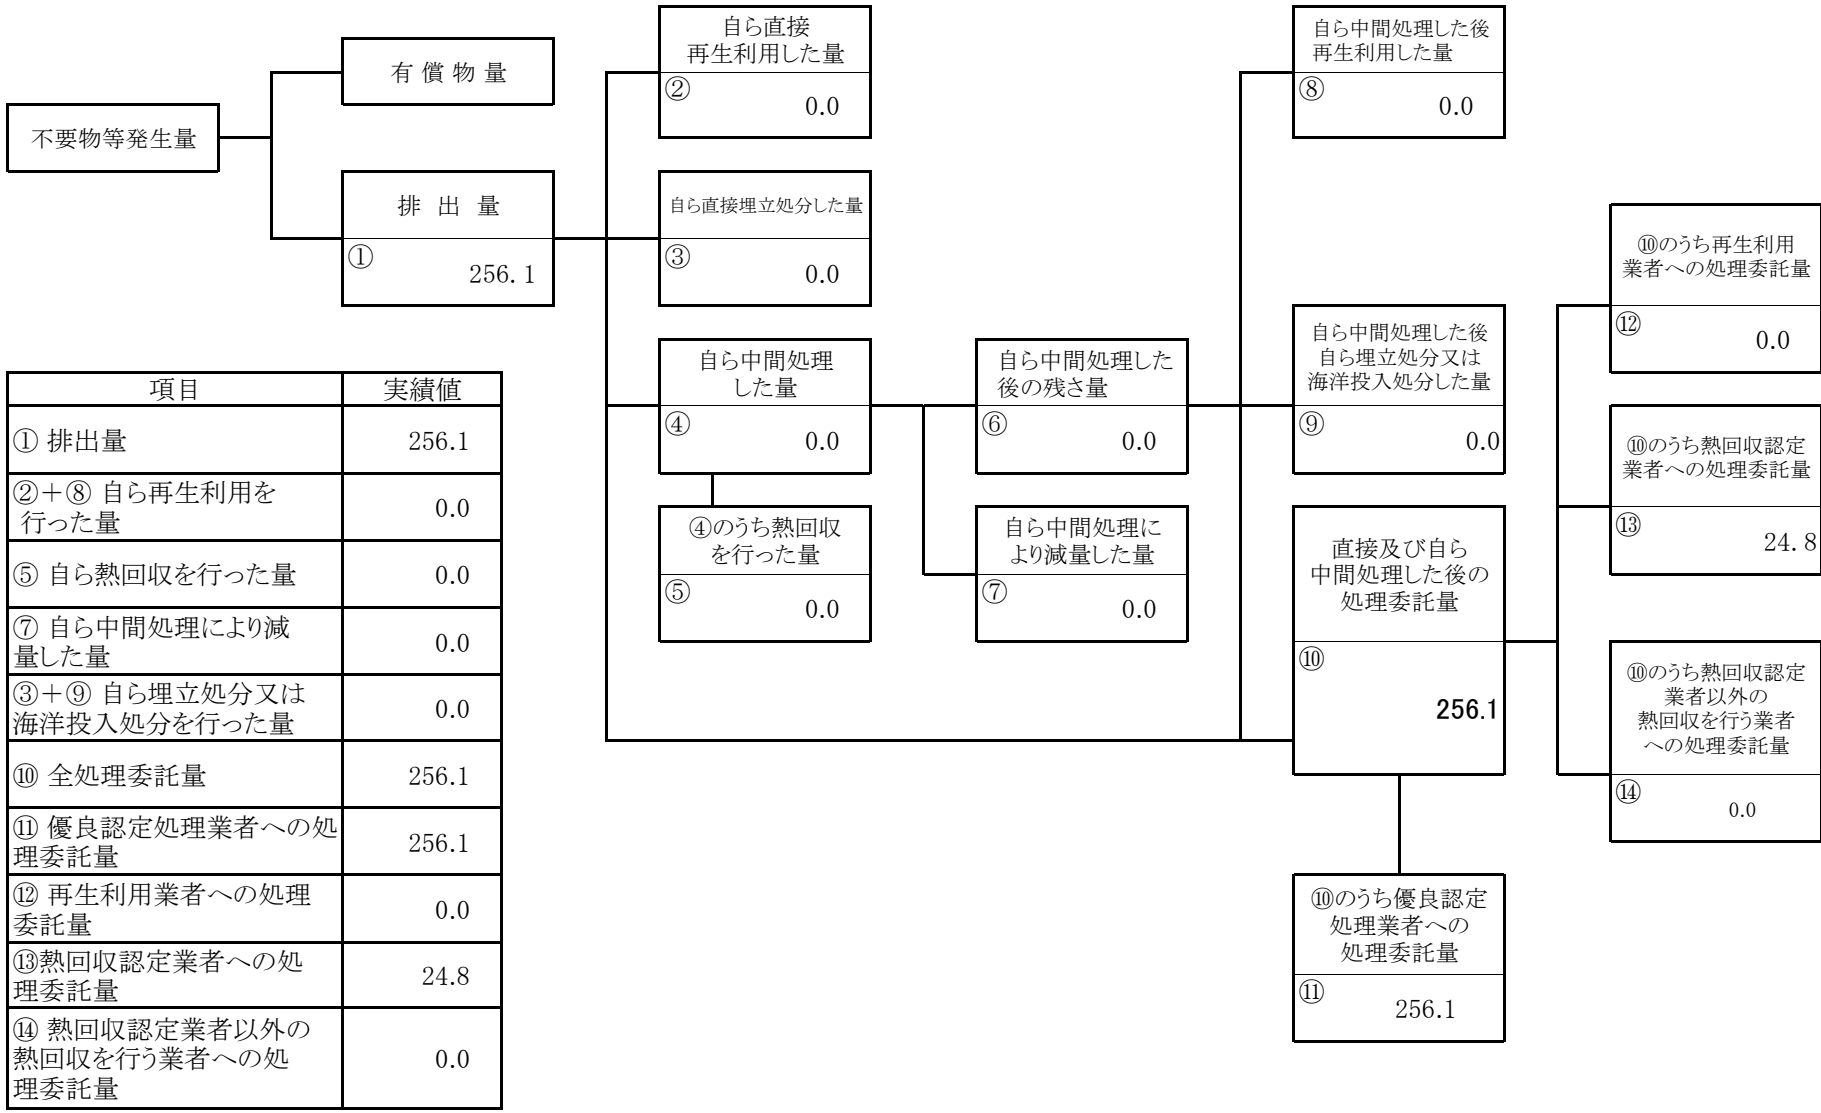 不要物等発生量
有 償 物 量
排 出 量
①
256.1
自ら直接
再生利用した量
②
0.0
自ら直接埋立処分した量
③
0.0
自ら中間処理
した量
④
0.0
④のうち熱回収
を行った量
⑤
0.0
自ら中間処理した
後の残さ量
⑥
0.0
自ら中間処理に
より減量した量
⑦
0.0
自ら中間処理した後
再生利用した量
⑧
0.0
自ら中間処理した後
自ら埋立処分又は
海洋投入処分した量
⑨
0.0
直接及び自ら
中間処理した後の
処理委託量
⑩
256.1
⑩のうち優良認定
処理業者への
処理委託量
⑪
256.1
⑩のうち再生利用
業者への処理委託量
⑫
0.0
⑩のうち熱回収認定
業者への処理委託量
⑬
24.8
⑩のうち熱回収認定
業者以外の
熱回収を行う業者
への処理委託量
⑭
0.0
項目 実績値
① 排出量 256.1
②+⑧ 自ら再生利用を
行った量 0.0
⑤ 自ら熱回収を行った量 0.0
⑦ 自ら中間処理により減
量した量 0.0
③+⑨ 自ら埋立処分又は
海洋投入処分を行った量 0.0
⑩ 全処理委託量 256.1
⑪ 優良認定処理業者への処
理委託量 256.1
⑫ 再生利用業者への処理
委託量 0.0
⑬熱回収認定業者への処
理委託量 24.8
⑭ 熱回収認定業者以外の
熱回収を行う業者への処
理委託量 0.0